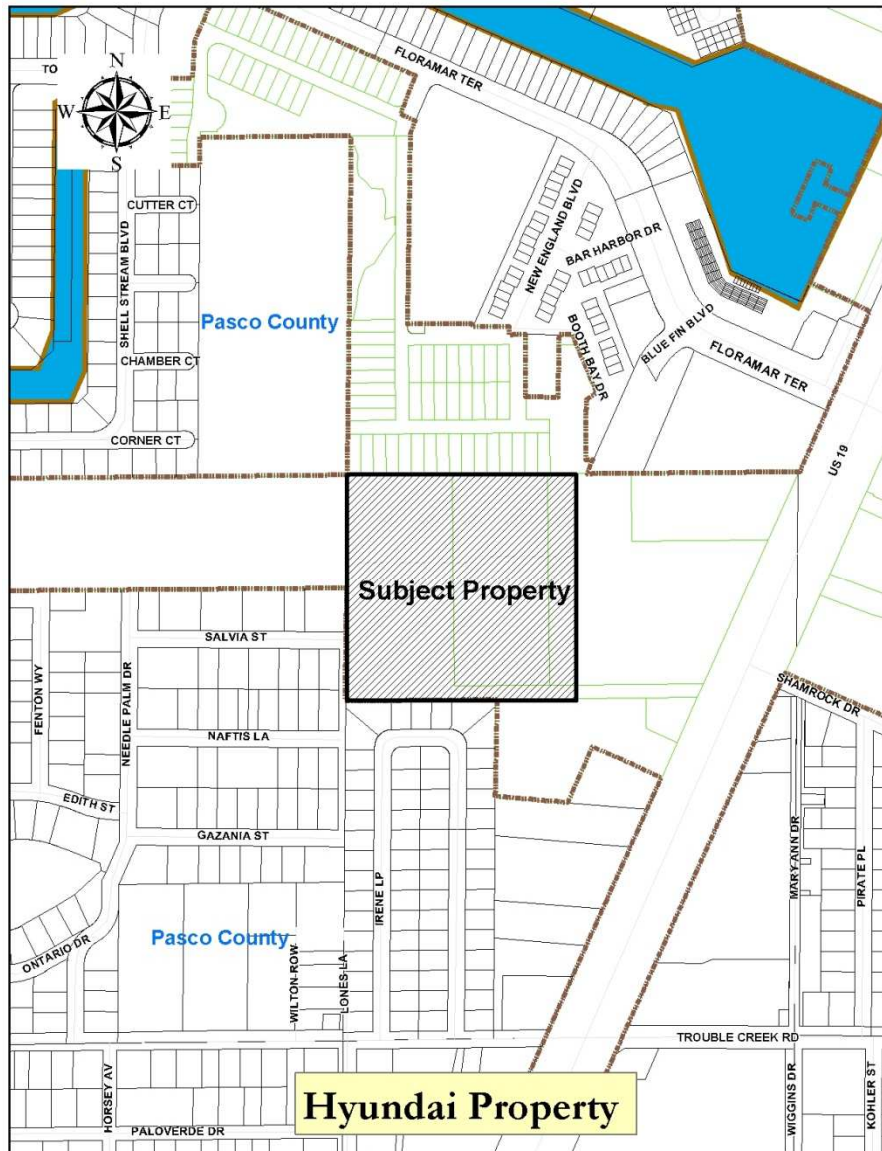 TO
N
W
E
S
FLORAMAR TER
CUTTER CT
SHELL STREAM BLVD
NEW ENGLAND BLVD
BAR HARBOR DR
Pasco County
BLUE FIN BLVD
BOOTH BAY DR
FLORAMAR TER
CHAMBER CT
CORNER CT
US 19
Subject Property
SALVIA ST
FENTON WY
NEEDLE PALM DR
SHAMROCK DR
NAFTIS LA
EDITH ST
GAZANIA ST
MARY ANN DR
PIRATE PL
IRENE LP
Pasco County
ONTARIO DR
WILTON ROW
LONES LA
TROUBLE CREEK RD
HORSEY AV
Hyundai Property
WIGGINS DR
KOHLER ST
PALOVERDE DR